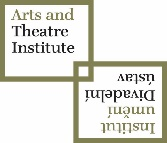 Arts and
Theatre
Institute
Institut
umění
Divadelní
ústav